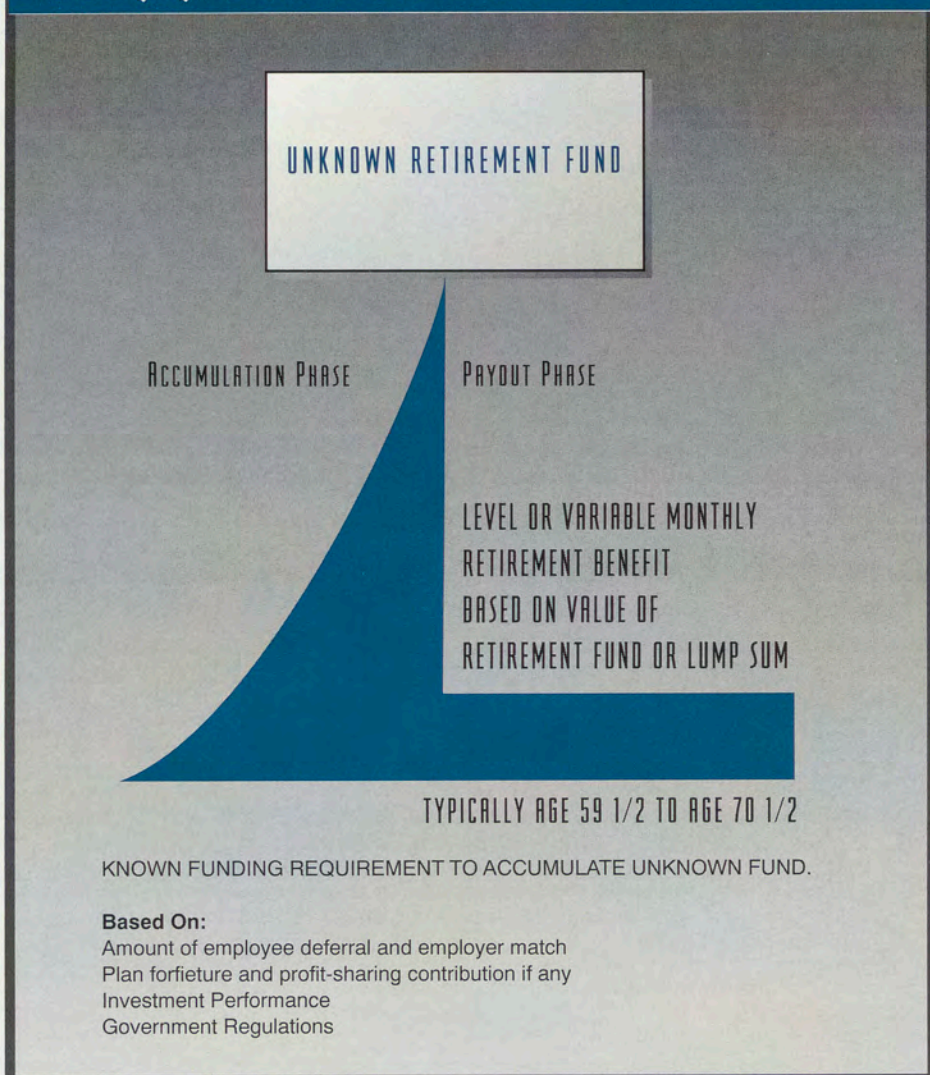 UNKNOWN RETIREMENT FUND
ACCUMULATION PHASE
PAYOUT PHASE
LEVEL OR VARIABLE MONTHLY
RETIREMENT BENEFIT
BASED ON VALUE OF
RETIREMENT FUND OR LUMP SUM
TYPICALLY AGE 59 1/2 TO AGE 70 1/2
KNOWN FUNDING REQUIREMENT TO ACCUMULATE UNKNOWN FUND.
Based On:
Amount of employee deferral and employer match
Plan forfieture and profit-sharing contribution if any
Investment Performance
Government Regulations